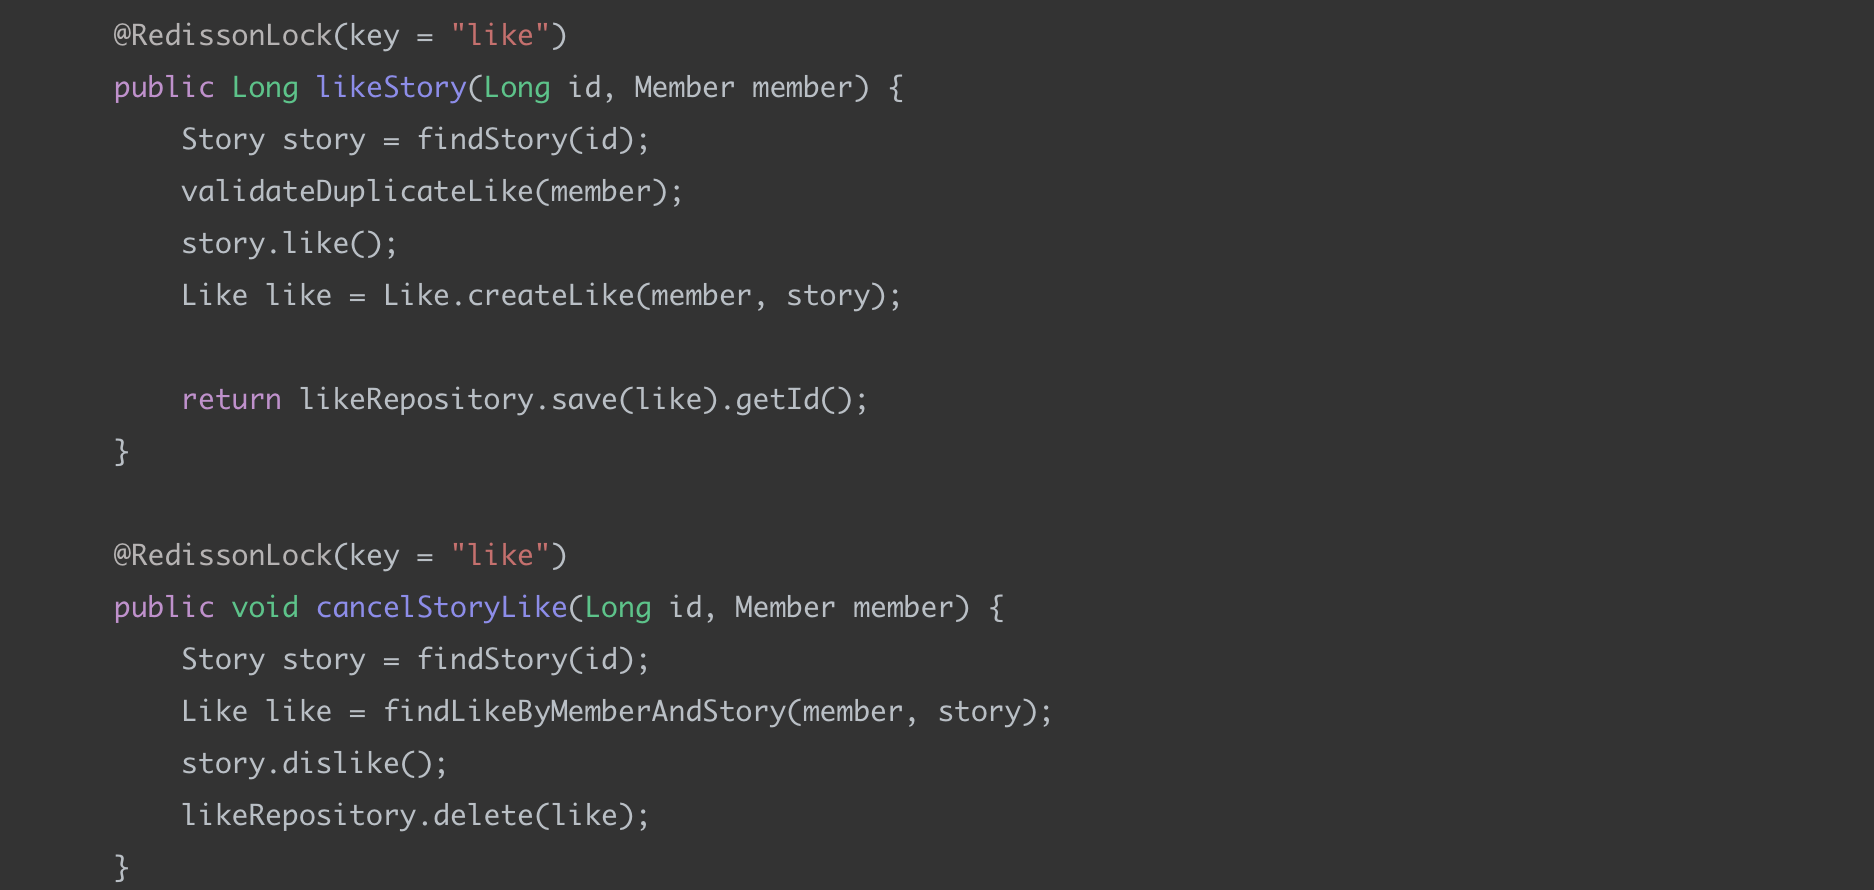 @RedissonLock(key = "like")
public Long likeStory(Long id, Member member) {
Story story = findStory(id);
validateDuplicateLike(member);
story.like();
Like like = Like.createLike(member, story);
return likeRepository.save(like).getId();
}
@RedissonLock(key = "like")
public void cancelStoryLike(Long id, Member member) {
Story story = findStory(id);
Like like = findLikeByMemberAndStory(member, story);
story.dislike();
likeRepository.delete(like);
}